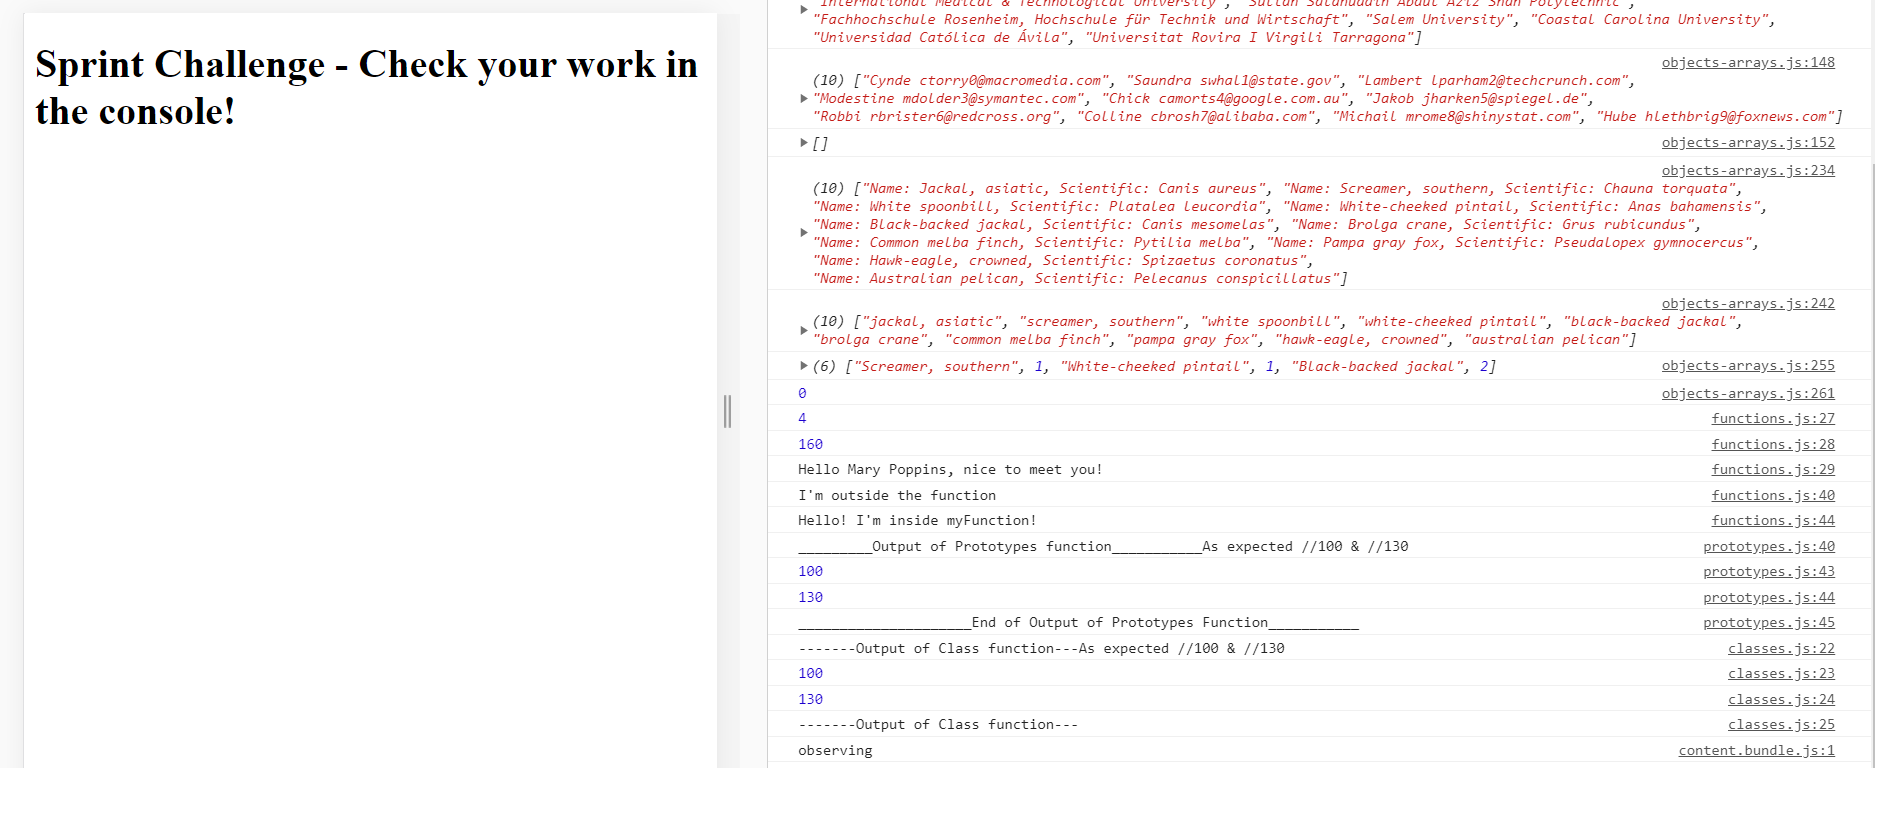 Sprint Challenge - Check your work in
the console!
"International Medical & Technological University", "Sultan Salahuddin Abdul Aziz Shah Polytechnic",
"Fachhochschule Rosenheim, Hochschule für Technik und Wirtschaft", "Salem University", "Coastal Carolina University",
"Universidad Católica de Ávila", "Universitat Rovira I Virgili Tarragona"]
objects-arrays.js:148
(10) ["Cynde ctorry0@macromedia.com", "Saundra swhal1@state.gov", "Lambert lparham2@techcrunch.com",
"Modestine mdolder3@symantec.com", "Chick camorts4@google.com.au", "Jakob jharken5@spiegel.de",
"Robbi rbrister6@redcross.org", "Colline cbrosh7@alibaba.com", "Michail mrome8@shinystat.com", "Hube hlethbrig9@foxnews.com"]
[] objects-arrays.js:152
objects-arrays.js:234
(10) ["Name: Jackal, asiatic, Scientific: Canis aureus", "Name: Screamer, southern, Scientific: Chauna torquata",
"Name: White spoonbill, Scientific: Platalea leucordia", "Name: White-cheeked pintail, Scientific: Anas bahamensis",
"Name: Black-backed jackal, Scientific: Canis mesomelas", "Name: Brolga crane, Scientific: Grus rubicundus",
"Name: Common melba finch, Scientific: Pytilia melba", "Name: Pampa gray fox, Scientific: Pseudalopex gymnocercus",
"Name: Hawk-eagle, crowned, Scientific: Spizaetus coronatus",
"Name: Australian pelican, Scientific: Pelecanus conspicillatus"]
objects-arrays.js:242
(10) ["jackal, asiatic", "screamer, southern", "white spoonbill", "white-cheeked pintail", "black-backed jackal",
"brolga crane", "common melba finch", "pampa gray fox", "hawk-eagle, crowned", "australian pelican"]
(6) ["Screamer, southern", 1, "White-cheeked pintail", 1, "Black-backed jackal", 2] objects-arrays.js:255
0 objects-arrays.js:261
4 functions.js:27
160 functions.js:28
Hello Mary Poppins, nice to meet you! functions.js:29
I'm outside the function functions.js:40
Hello! I'm inside myFunction! functions.js:44
_________Output of Prototypes function___________As expected //100 & //130 prototypes.js:40
100 prototypes.js:43
130 prototypes.js:44
_____________________End of Output of Prototypes Function___________ prototypes.js:45
-------Output of Class function---As expected //100 & //130 classes.js:22
100 classes.js:23
130 classes.js:24
-------Output of Class function--- classes.js:25
observing content.bundle.js:1